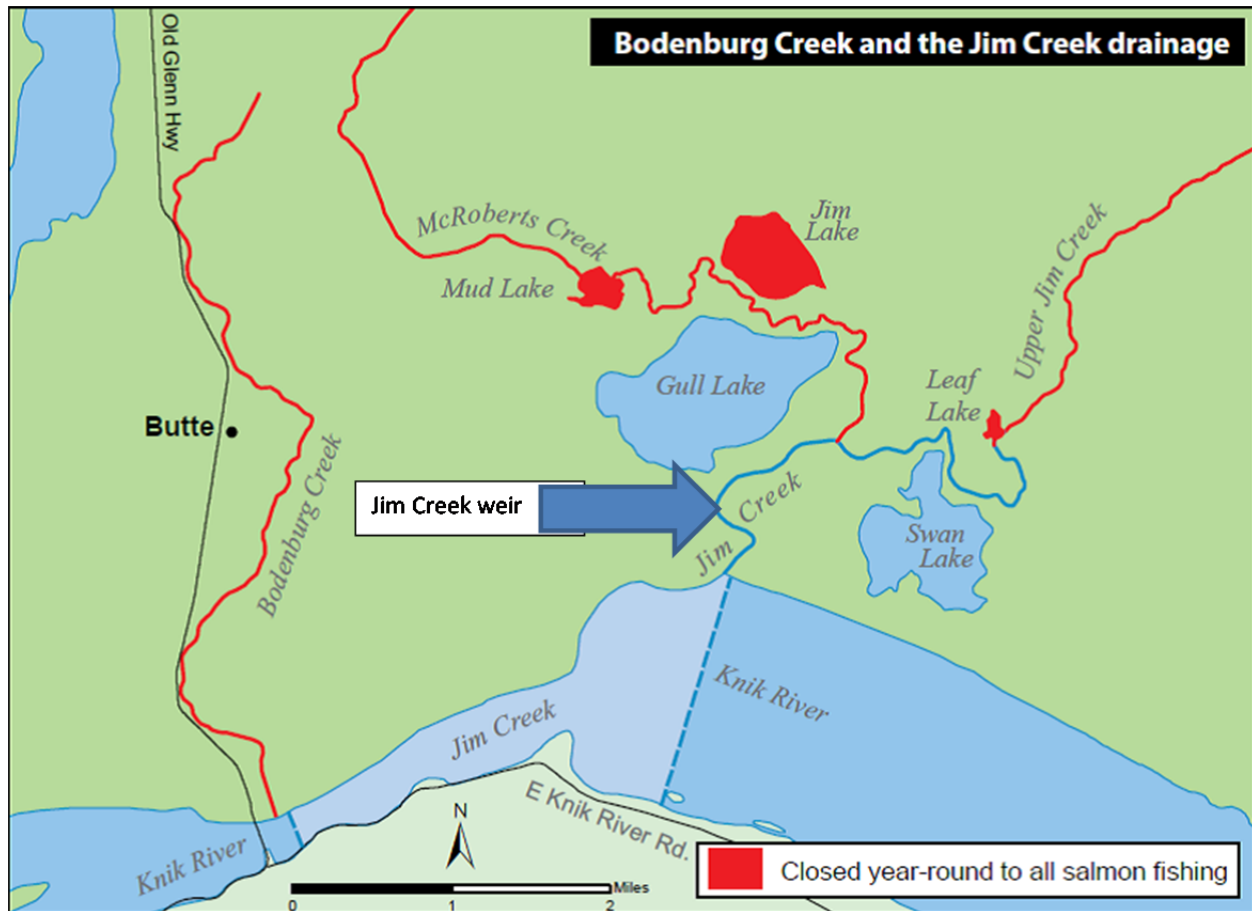 Bodenburg Creek and the Jim Creek drainage
Old Glenn Hwy
McRoberts Creek
Mud Lake
Jim
Lake
Upper Jim Creek
Gull Lake
Leaf
Lake
Butte
Bodenburg Creek
Jim Creek weir
Jim Creek
Swan
Lake
Knik River
Jim Creek
E Knik River Rd.
Knik River
N
Miles
0 1 2
Closed year-round to all salmon fishing